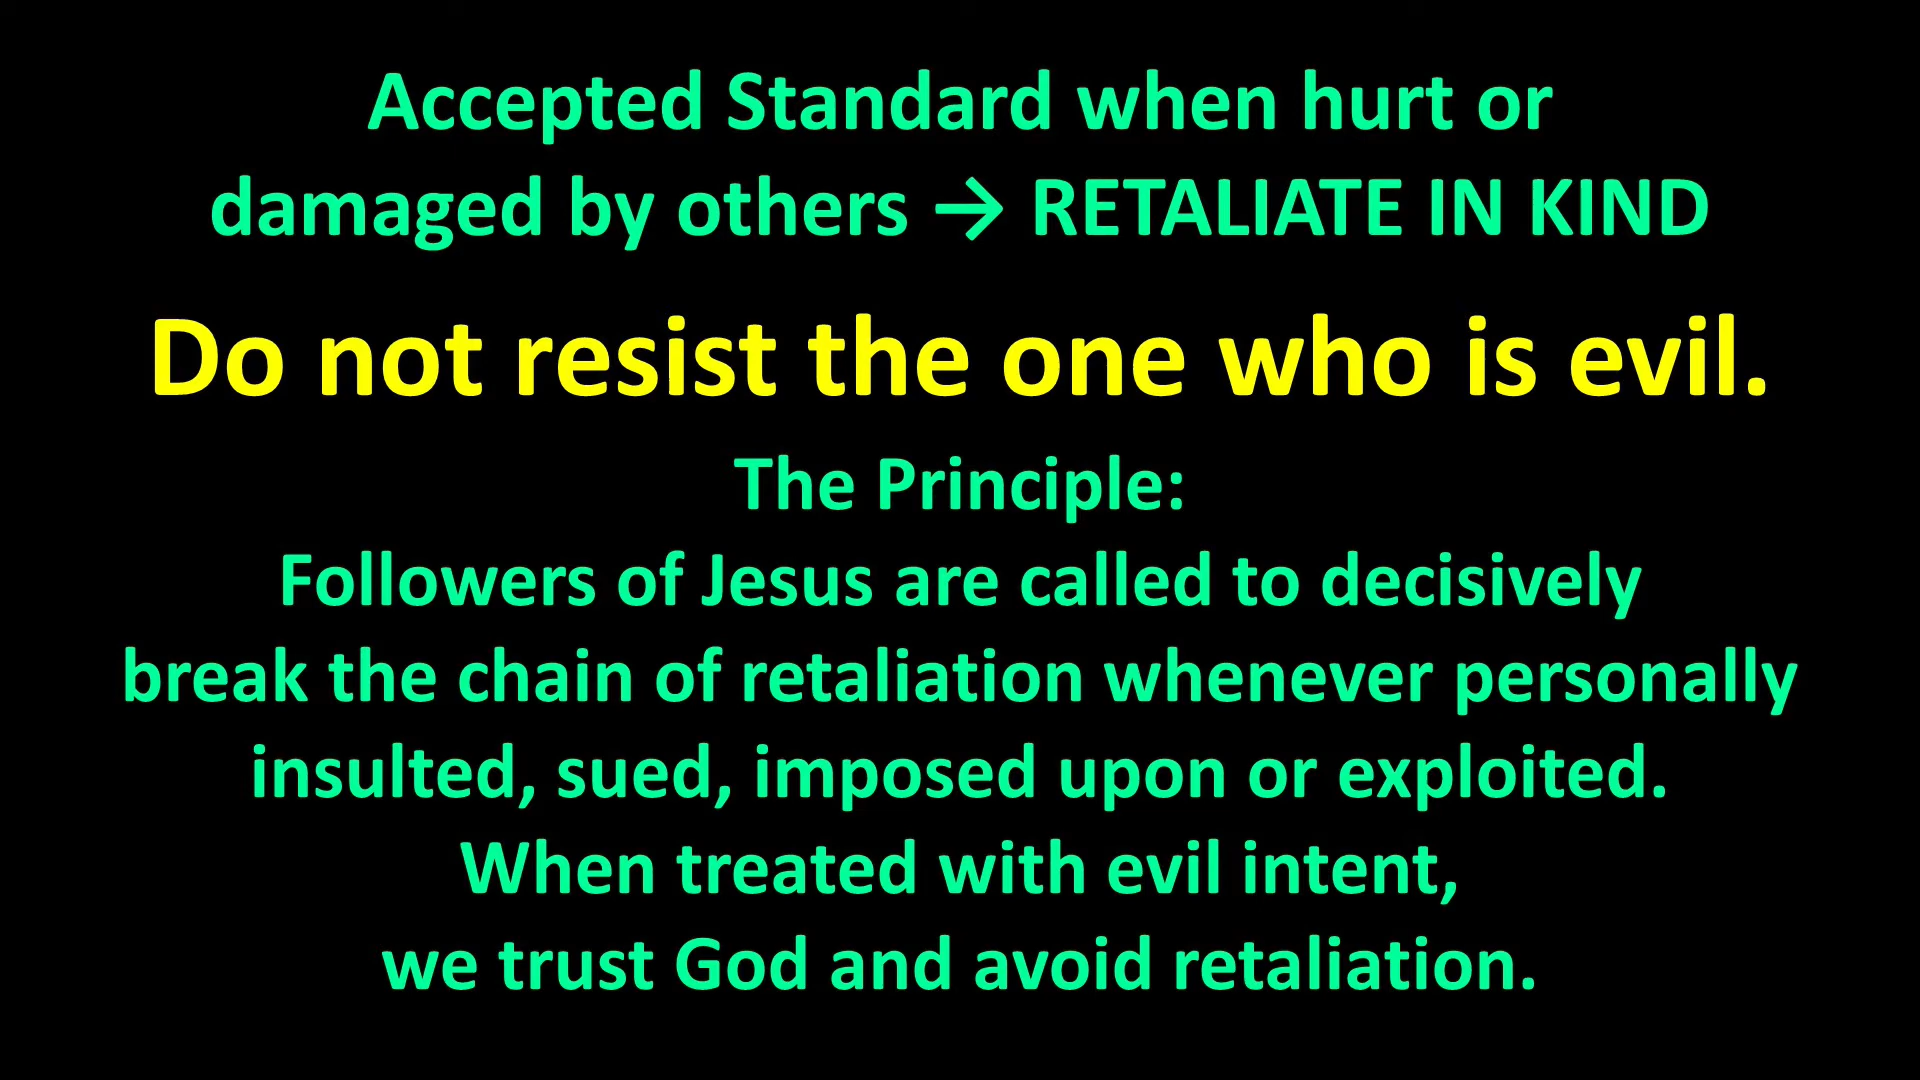 Accepted Standard when hurt or
damaged by others → RETALIATE IN KIND
Do not resist the one who is evil.
The Principle:
Followers of Jesus are called to decisively
break the chain of retaliation whenever personally
insulted, sued, imposed upon or exploited.
When treated with evil intent,
we trust God and avoid retaliation.